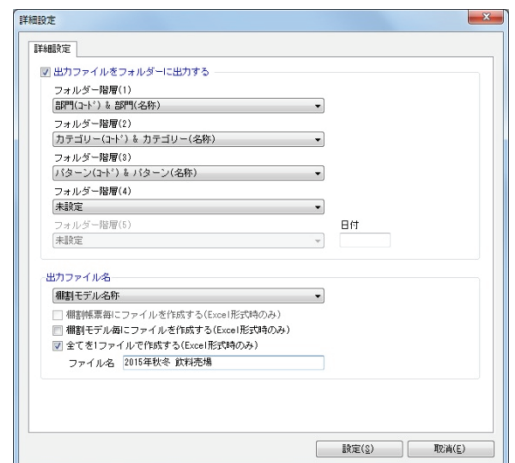 詳細設定
詳細設定
出力ファイルをフォルダーに出力する
フォルダー階層(1)
部門(コード) & 部門(名称)
フォルダー階層(2)
カテゴリー(コード) & カテゴリー(名称)
フォルダー階層(3)
パターン(コード) & パターン(名称)
フォルダー階層(4)
未設定
フォルダー階層(5) 日付
未設定
出力ファイル名
棚割モデル名称
棚割帳票毎にファイルを作成する(Excel形式時のみ)
棚割モデル毎にファイルを作成する(Excel形式時のみ)
全てを1ファイルで作成する(Excel形式時のみ)
ファイル名 2015年秋冬 飲料売場
設定(S) 取消(E)